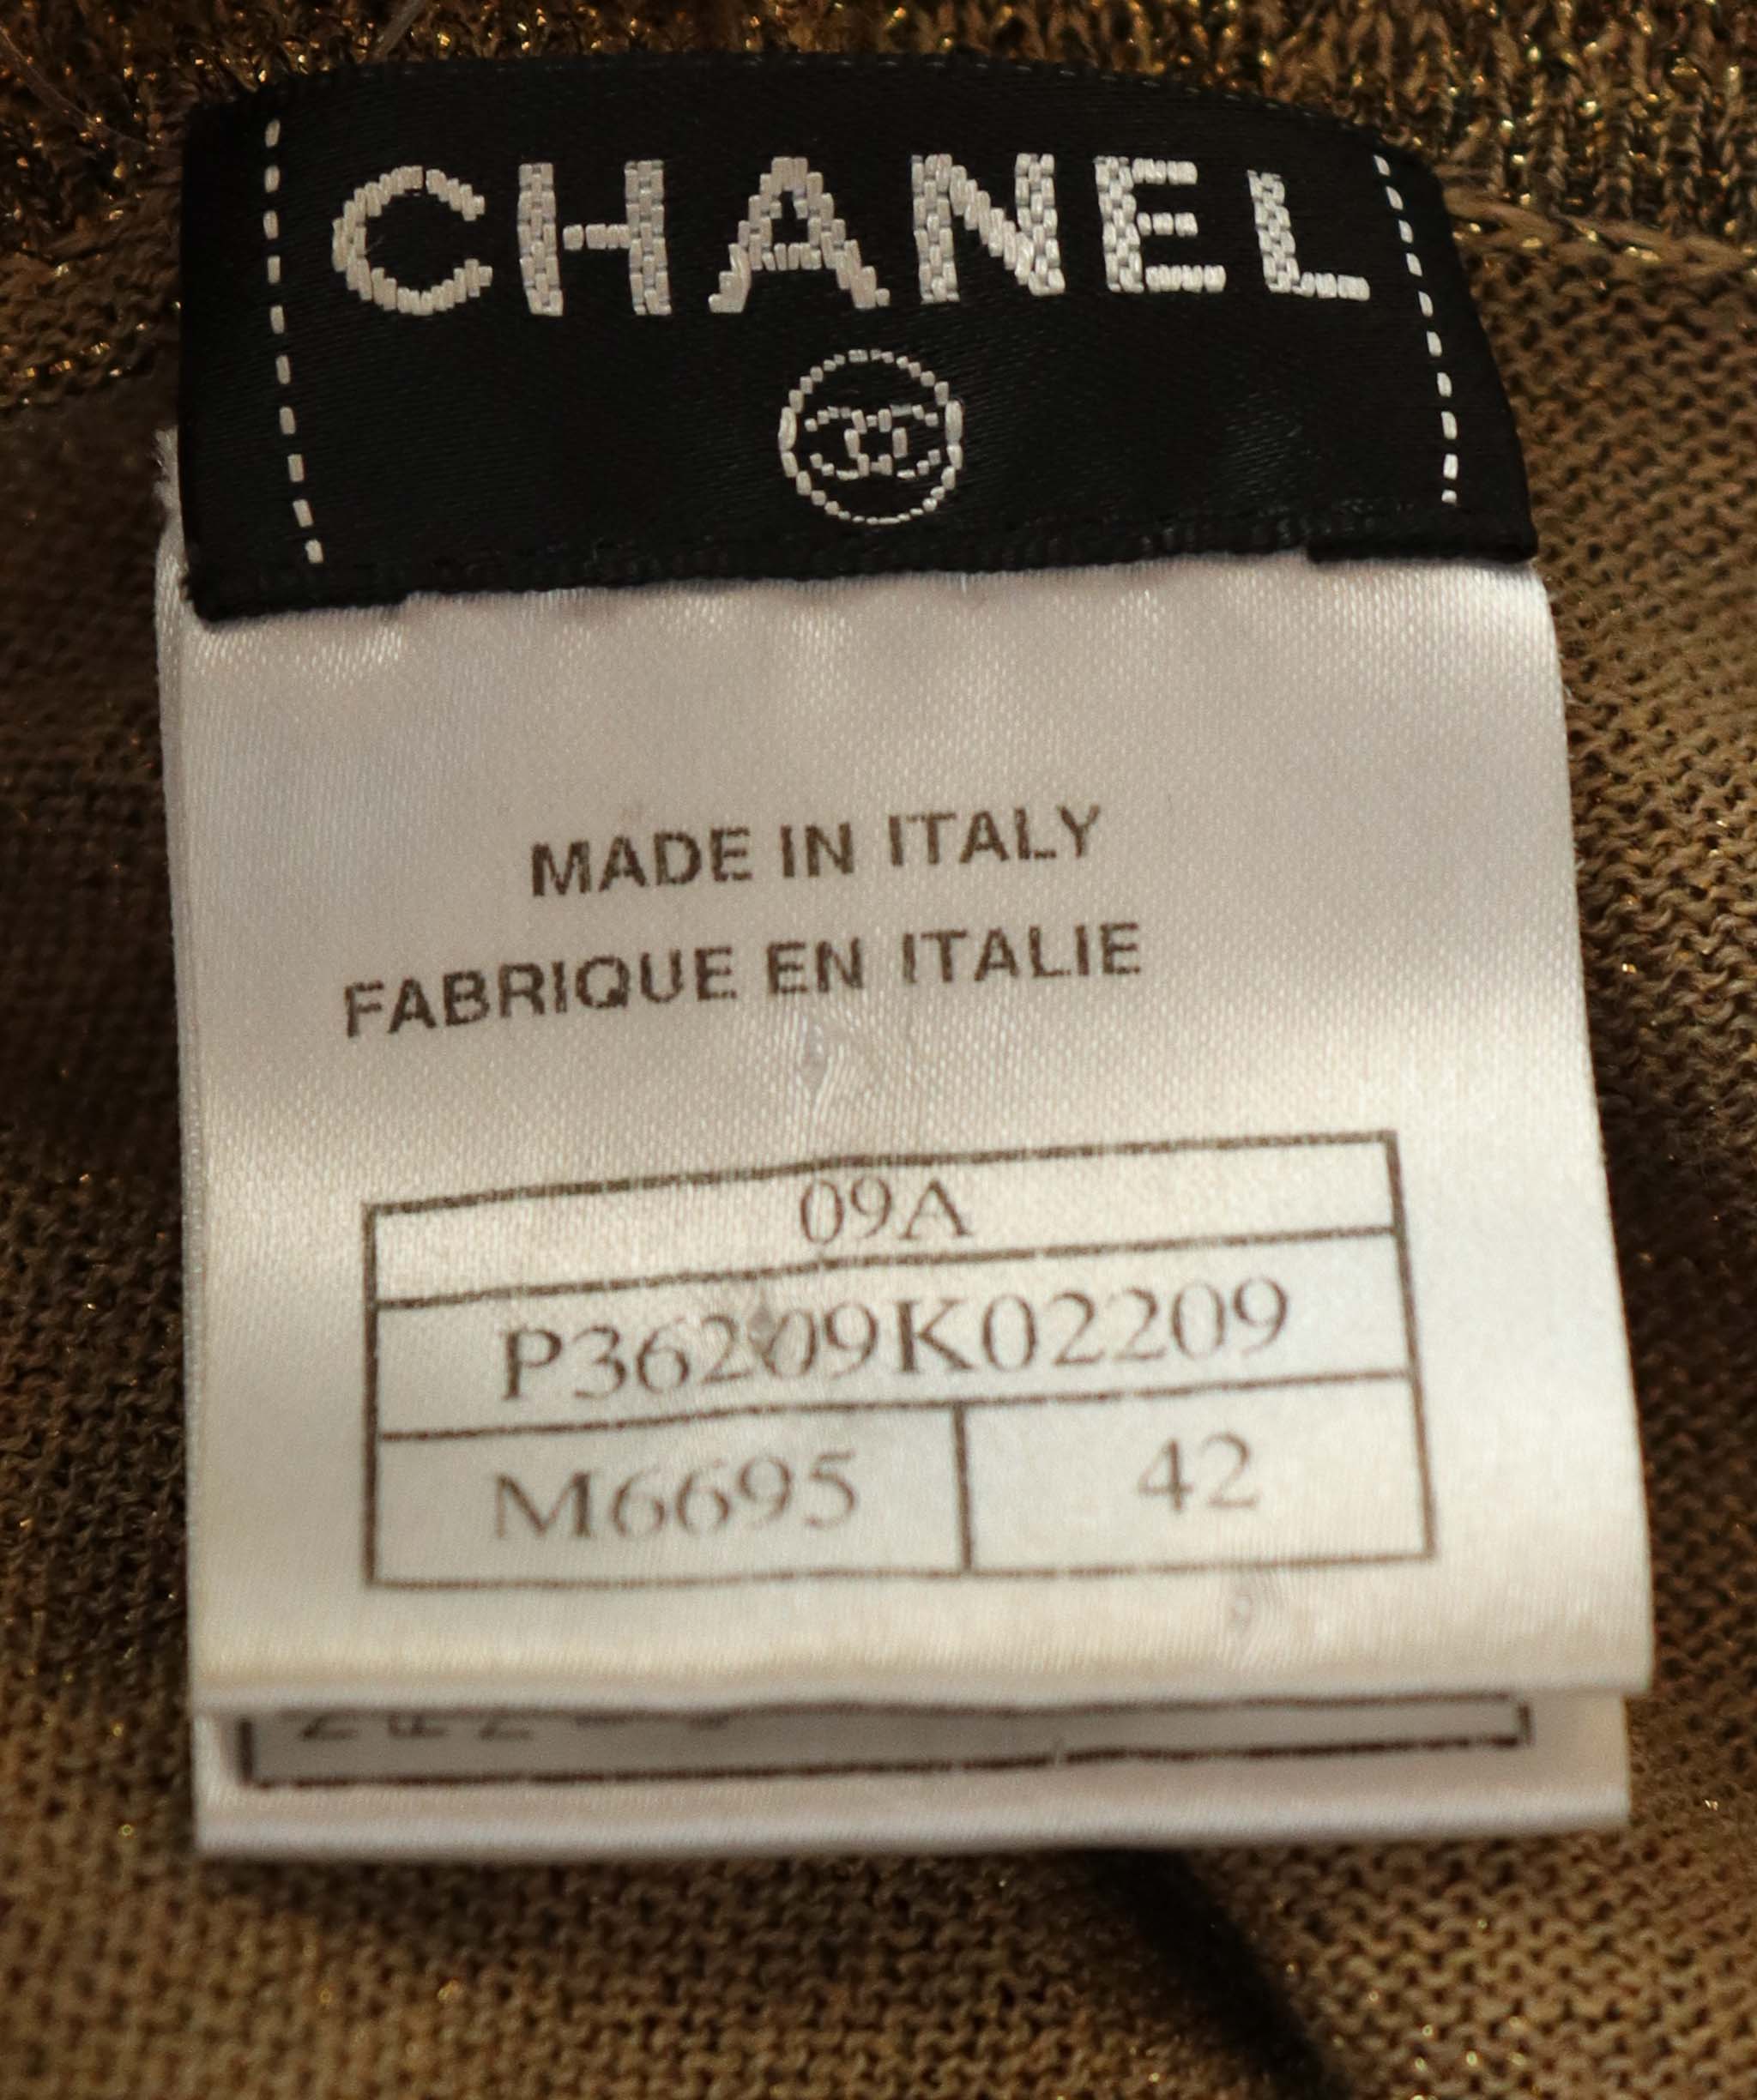 CHANEL
MADE IN ITALY
FABRIQUE EN ITALIE
09A
P36209K02209
M6695 42